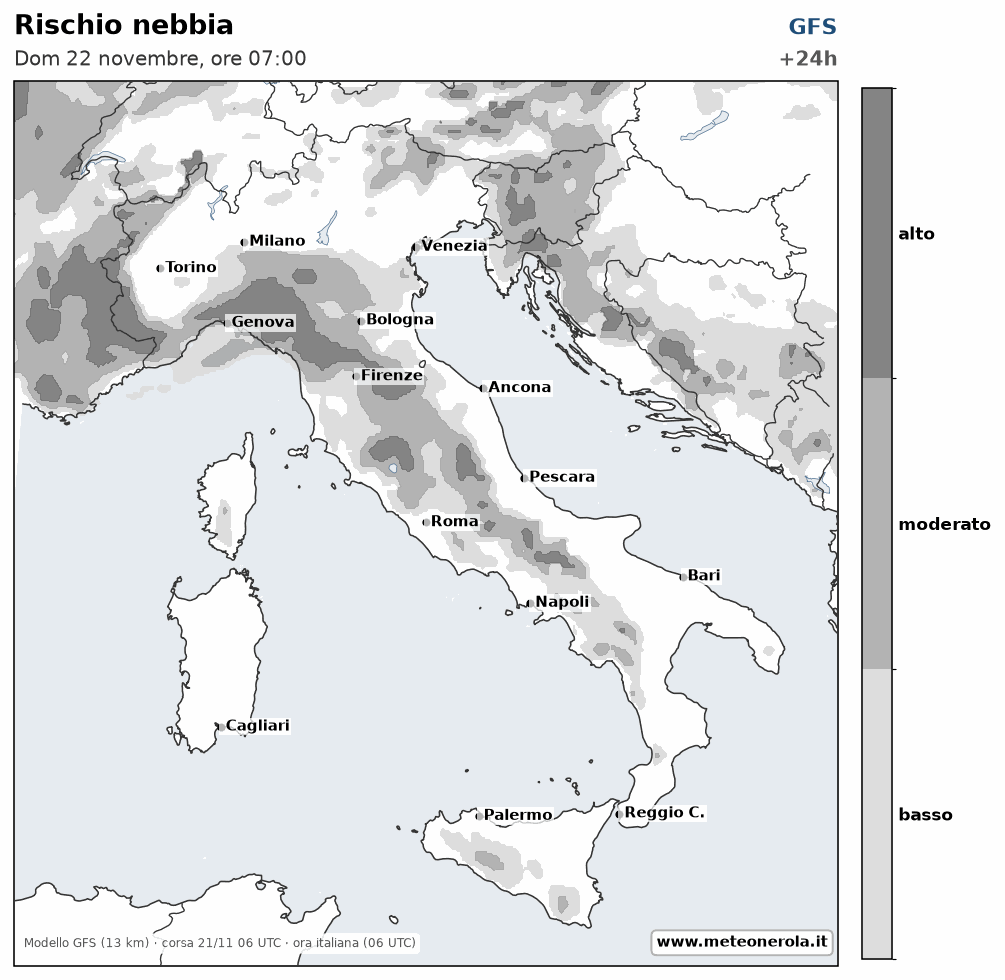 Rischio nebbia
GFS
Dom 22 novembre, ore 07:00
+24h
alto
Milano
Venezia
Torino
Genova
Bologna
Firenze
Ancona
Pescara
Roma
moderato
Bari
Napoli
Cagliari
Palermo
Reggio C.
basso
Modello GFS (13 km) · corsa 21/11 06 UTC · ora italiana (06 UTC)
www.meteonerola.it